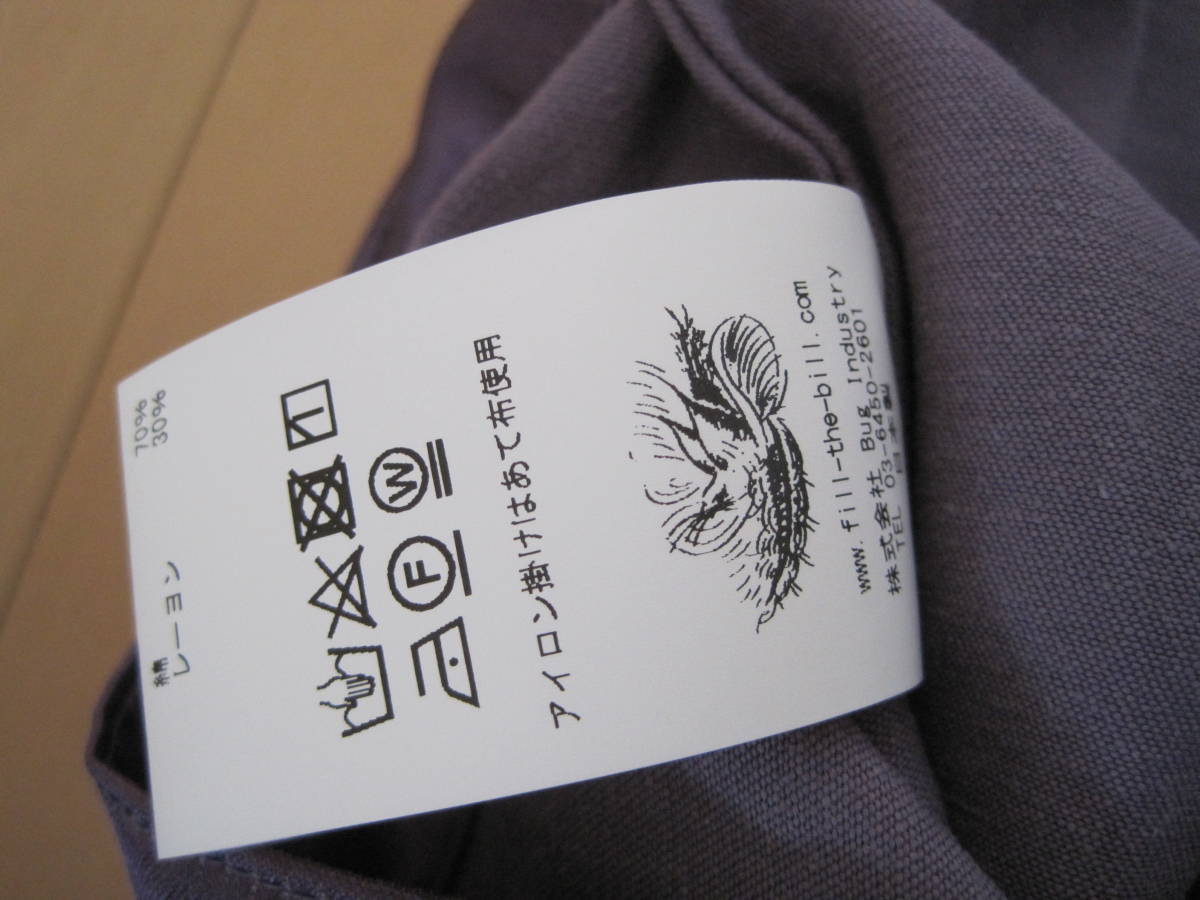 綿 70%
レーヨン 30%
F W
アイロン掛けはあて布使用
www.fill-the-bill.com
株式会社 Bug Industry
TEL 03-6450-2601
日本製